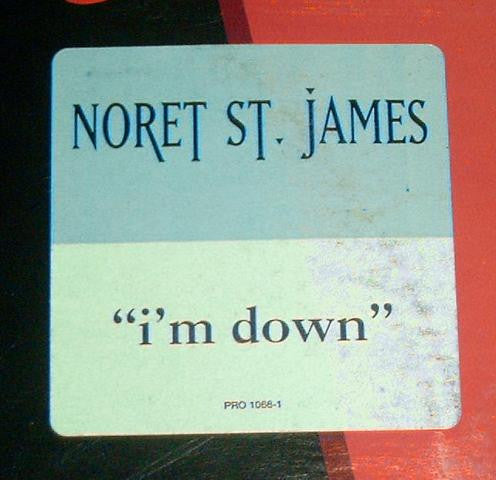 NORET ST. JAMES
“i’m down”
PRO 1066-1